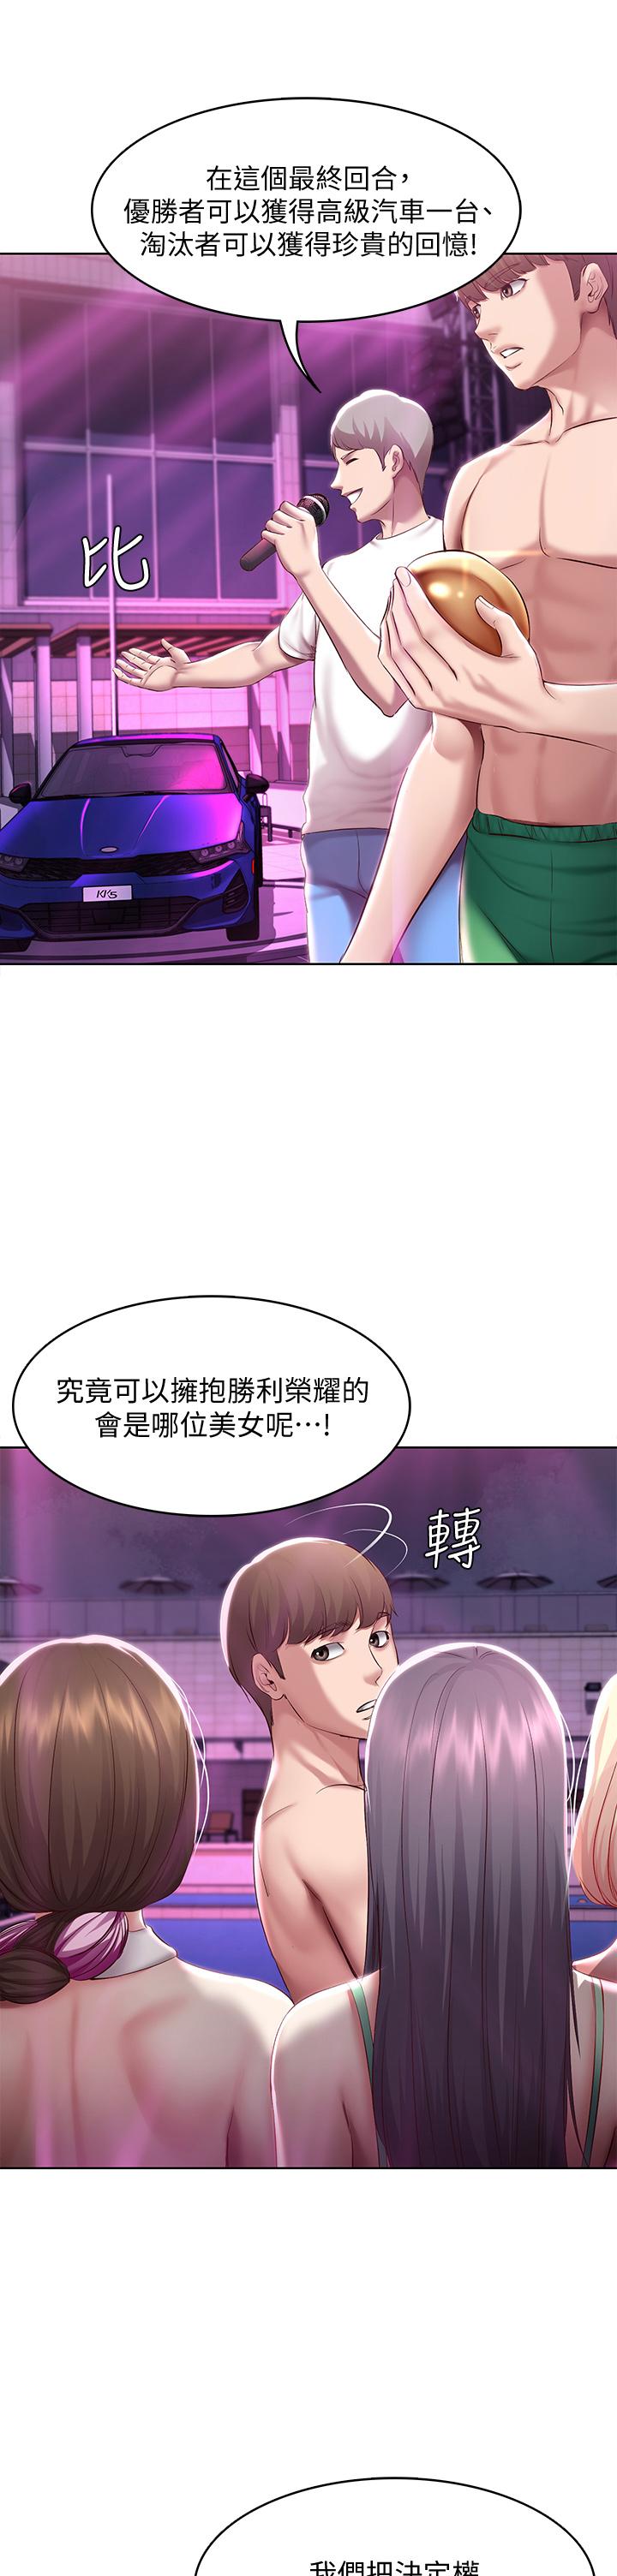 在這個最終回合，
優勝者可以獲得高級汽車一台、
淘汰者可以獲得珍貴的回憶！
比
KK5
究竟可以擁抱勝利榮耀的
會是哪位美女呢…！
轉
我們把決定權